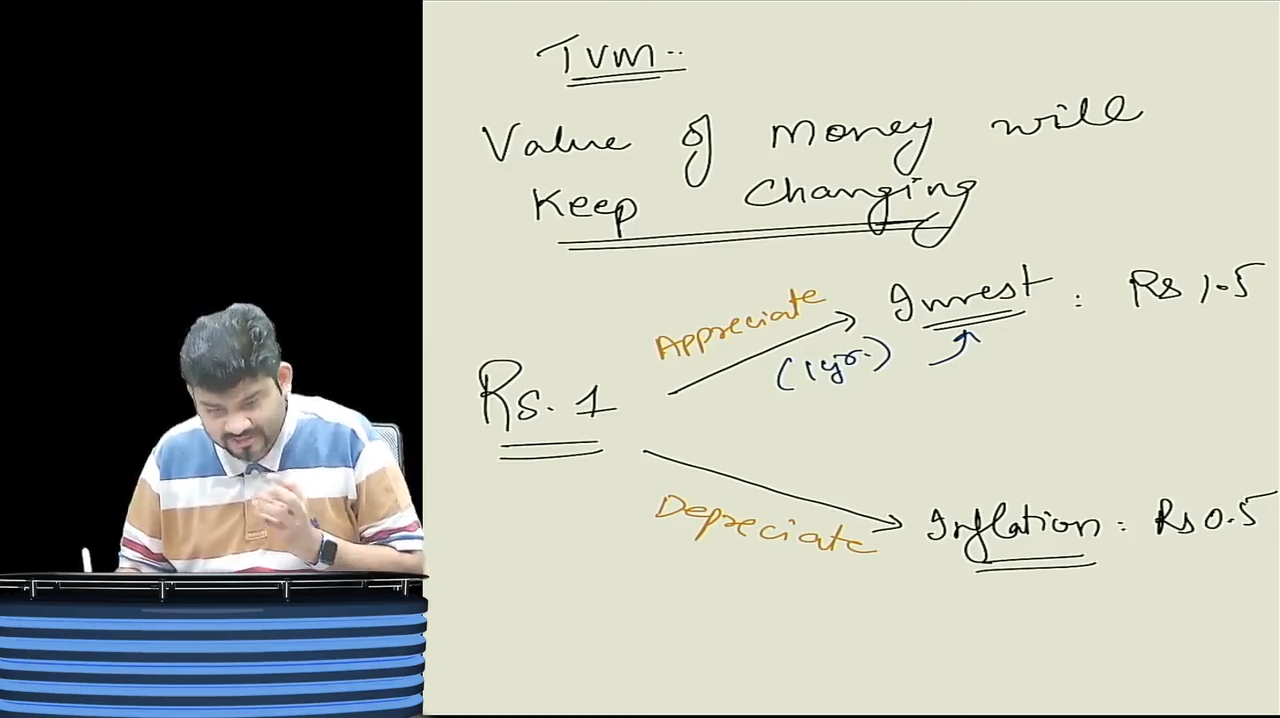 TVM..
Value of Money will
Keep Changing
Appreciate
Invest : Rs 1.5
(1yr.)
Rs. 1
Depreciate
Inflation : Rs 0.5